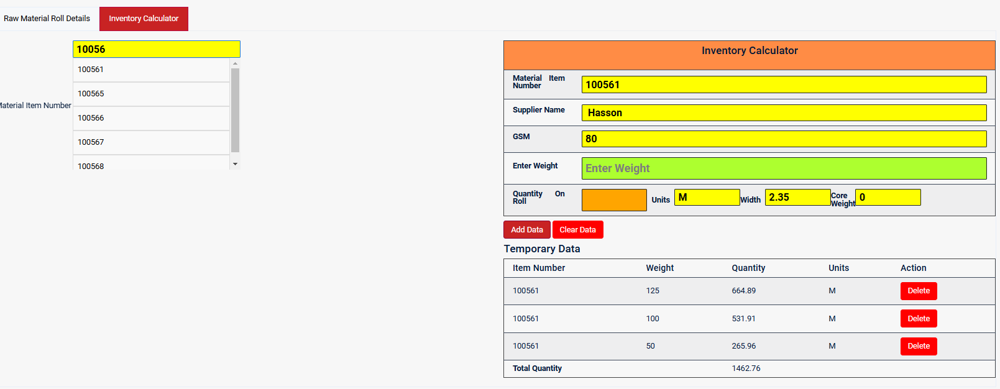 Raw Material Roll Details Inventory Calculator
10056
100561
100565
Material Item Number
100566
100567
100568
Inventory Calculator
Material Item
Number
100561
Supplier Name Hasson
GSM 80
Enter Weight Enter Weight
Quantity On
Roll
Units M Width 2.35 Core
Weight 0
Add Data Clear Data
Temporary Data
Item Number Weight Quantity Units Action
100561 125 664.89 M Delete
100561 100 531.91 M Delete
100561 50 265.96 M Delete
Total Quantity 1462.76